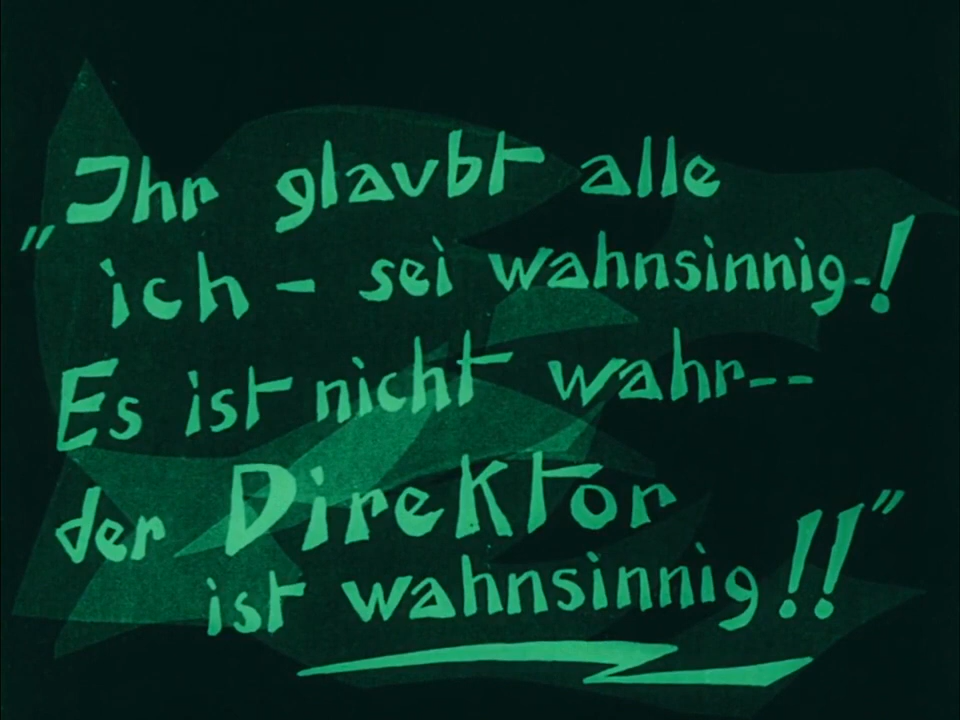 „Ihr glaubt alle
ich – sei wahnsinnig-!
Es ist nicht wahr--
der Direktor
ist wahnsinnig!!”